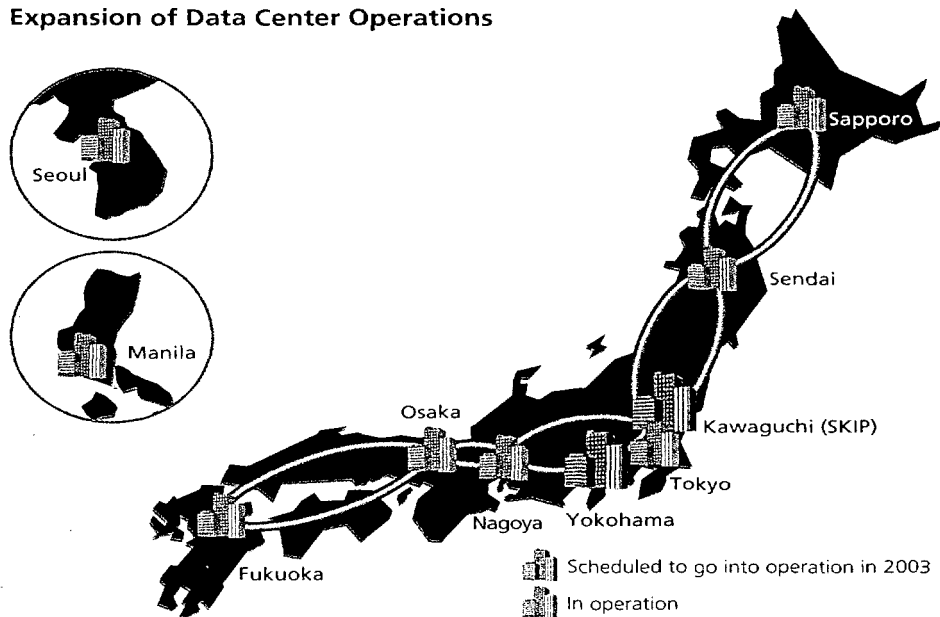 Expansion of Data Center Operations
Sapporo
Seoul
Sendai
Manila
Osaka
Kawaguchi (SKIP)
Tokyo
Nagoya
Yokohama
Fukuoka
Scheduled to go into operation in 2003
In operation